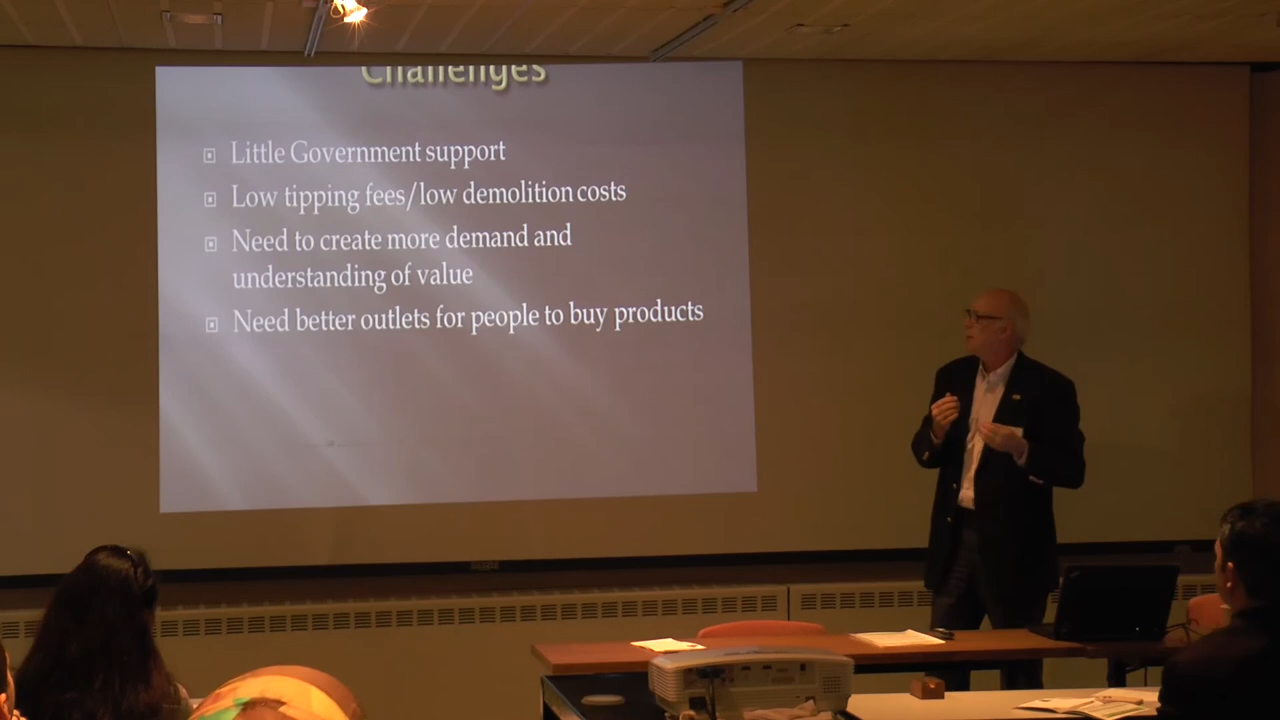 Challenges
Little Government support
Low tipping fees/low demolition costs
Need to create more demand and
understanding of value
Need better outlets for people to buy products